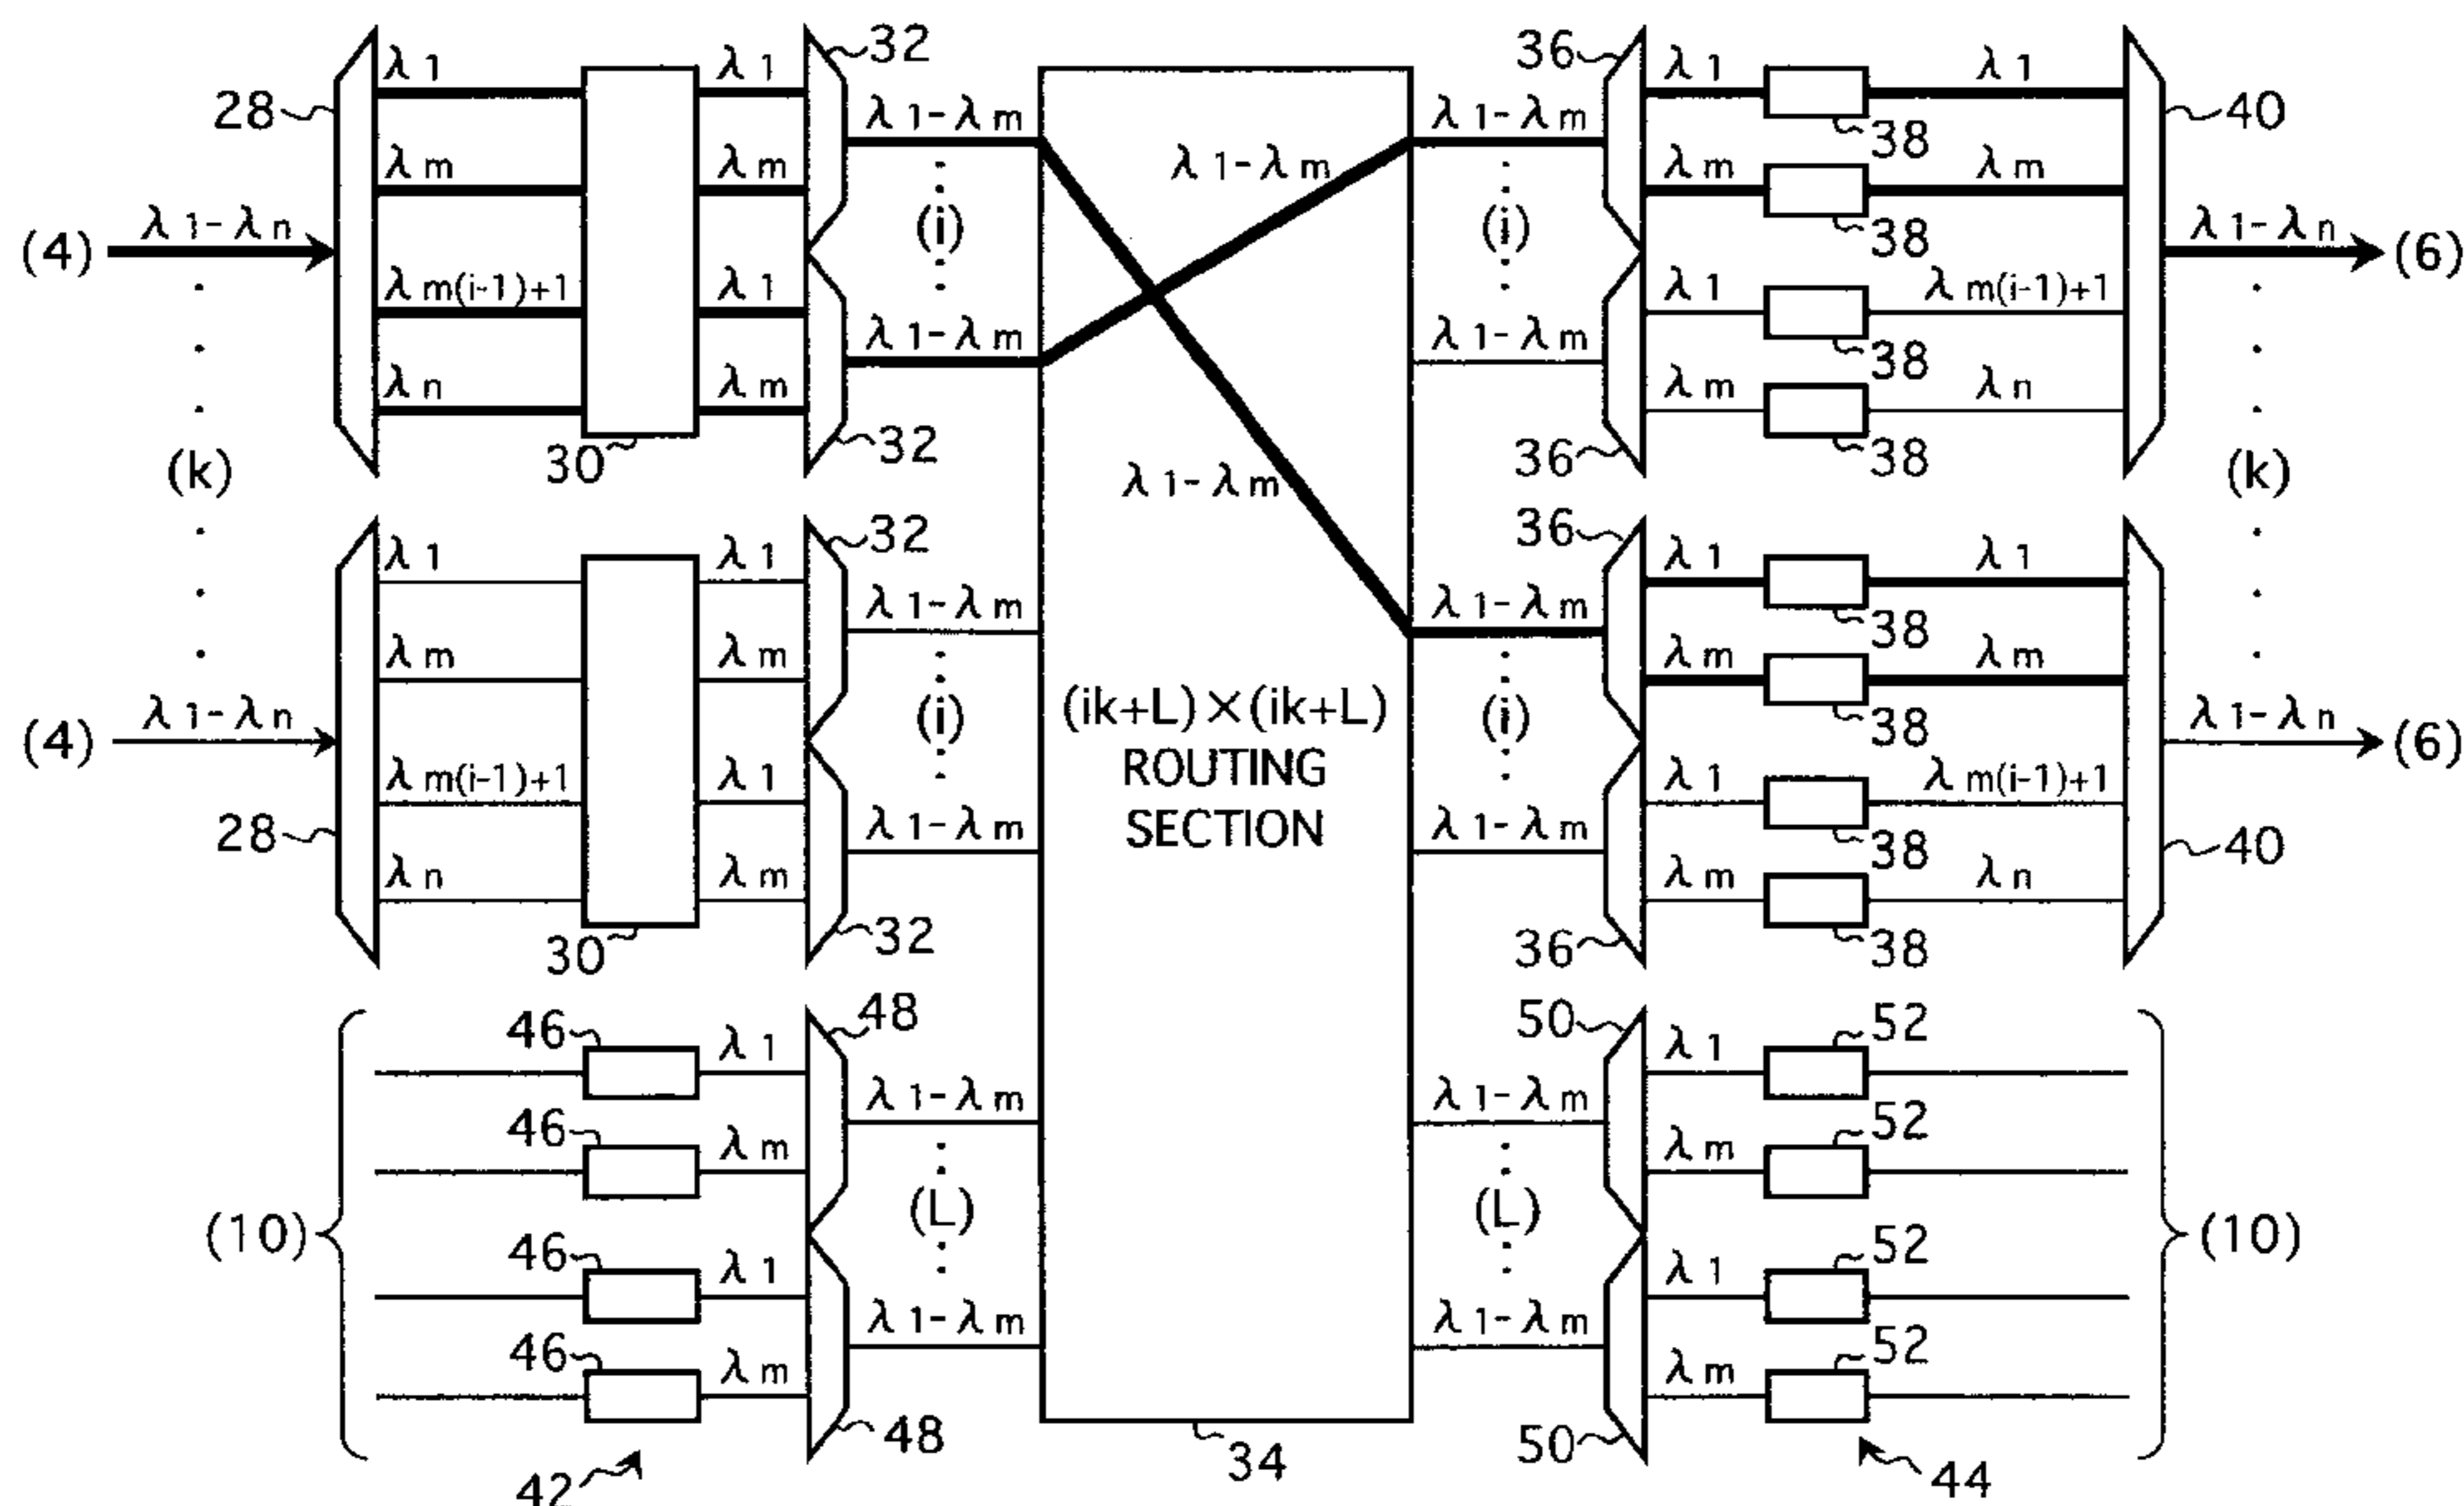 λ1 λ1 32 36 λ1 λ1
28 λ1-λm λ1-λm 40
λm λm λ1-λm 38 λm λm
(4) λ1-λn (i) (i) 38 λ1-λn (6)
λm(i-1)+1 λ1 λ1 λm(i-1)+1
λn λm λ1-λm λ1-λm 38 λm λn
(k) 30 32 λ1-λm 36 38 (k)
λ1 λ1 32 36 λ1 λ1
λ1-λm λ1-λm 38
λm λm λm λm
(4) λ1-λn (i) (ik+L)×(ik+L) (i) 38 λ1-λn (6)
λm(i-1)+1 λ1 ROUTING λ1 λm(i-1)+1
28 λ1-λm SECTION λ1-λm 38 40
λn λm λm λn
30 32 36 38
46 λ1 48 50 λ1 52
λ1-λm λ1-λm
46 λm λm 52
(10) (L) (L) (10)
46 λ1 λ1 52
λ1-λm λ1-λm
46 λm λm 52
42 48 34 50 44